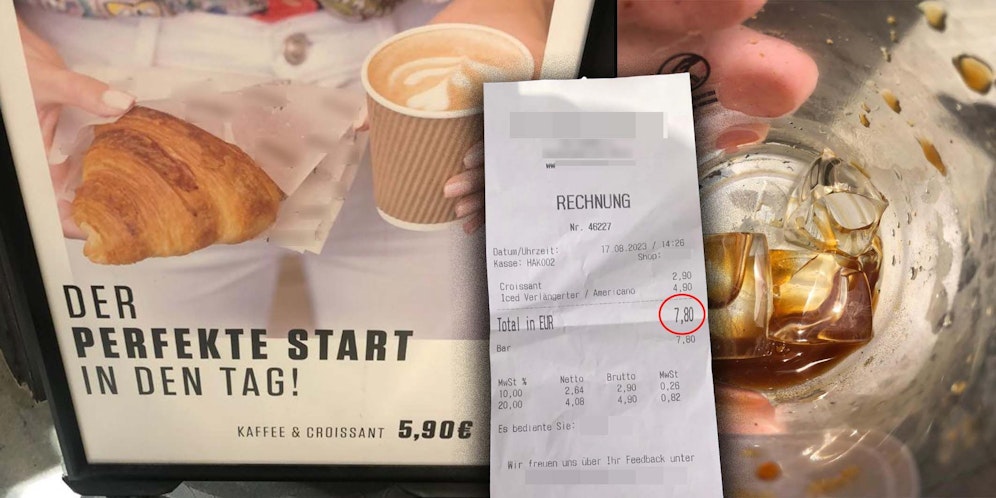 DER
PERFEKTE START
IN DEN TAG!
KAFFEE & CROISSANT 5,90€
RECHNUNG
Nr. 46227
Datum/Uhrzeit: 17.08.2023 / 14:26
Kasse: HAK002 Shop:
Croissant 2,90
Iced Verlängerter / Americano 4,90
Total in EUR 7,80
Bar 7,80
MwSt % Netto Brutto MwSt
10,00 2,64 2,90 0,26
20,00 4,08 4,90 0,82
Es bediente Sie:
Wir freuen uns über Ihr Feedback unter